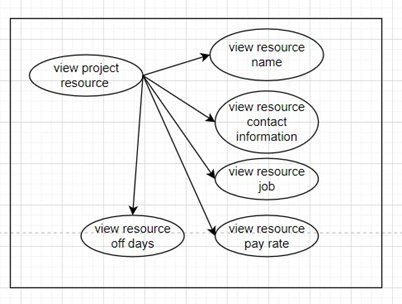 view project
resource
view resource
name
view resource
contact
information
view resource
job
view resource
off days
view resource
pay rate